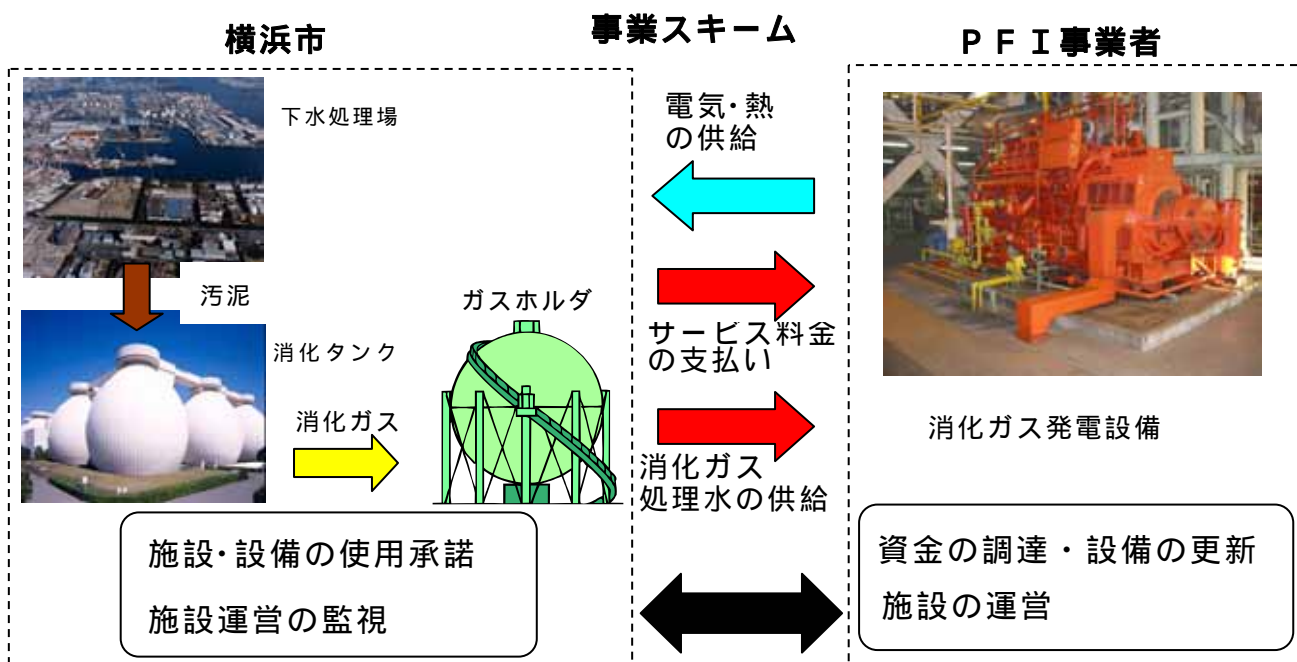 事業スキーム
横浜市
ＰＦＩ事業者
下水処理場
汚泥
消化タンク
消化ガス
ガスホルダ
電気･熱
の供給
サービス料金
の支払い
消化ガス
処理水の供給
消化ガス発電設備
施設･設備の使用承諾
施設運営の監視
資金の調達・設備の更新
施設の運営